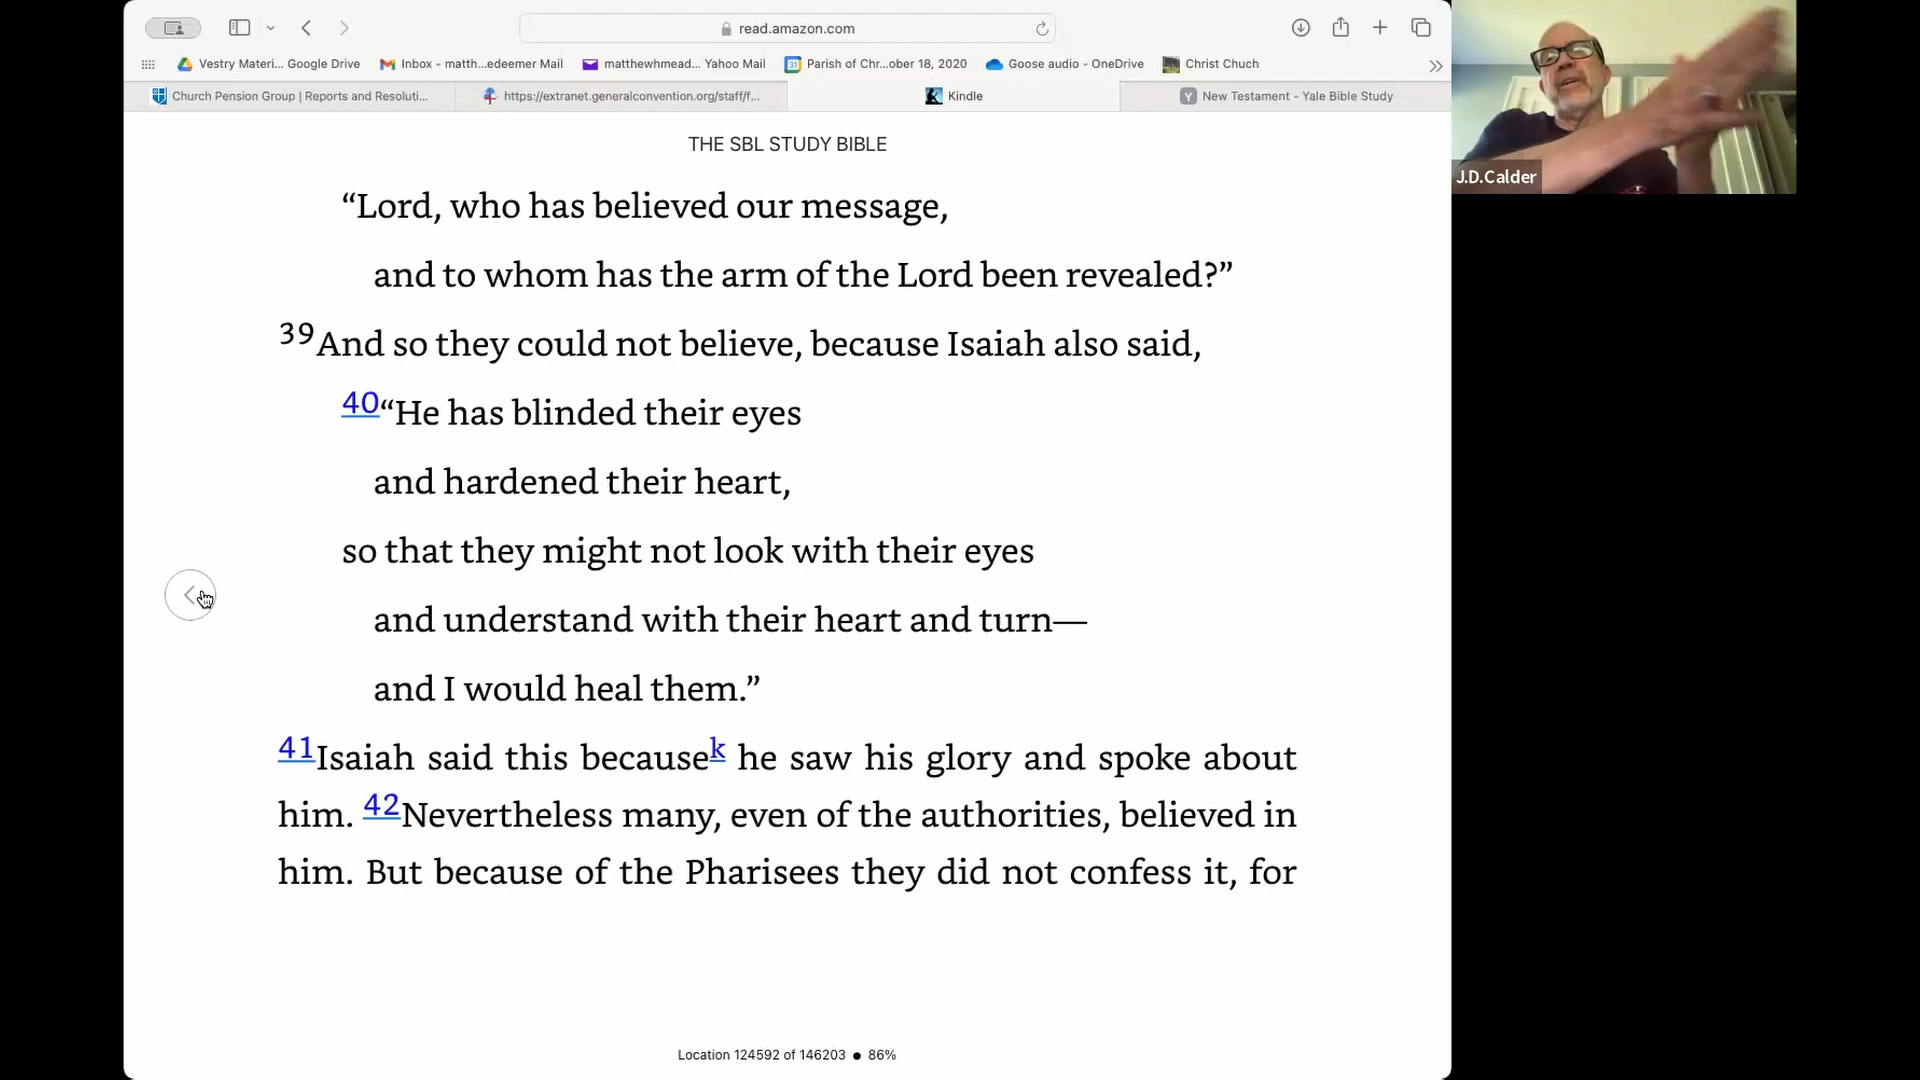 read.amazon.com
Vestry Materi... Google Drive
Inbox - matth...edeemer Mail
matthewhmead... Yahoo Mail
Parish of Chr...ober 18, 2020
Goose audio - OneDrive
Christ Chuch
Church Pension Group | Reports and Resoluti...
https://extranet.generalconvention.org/staff/f...
Kindle
New Testament - Yale Bible Study
J.D.Calder
THE SBL STUDY BIBLE
“Lord, who has believed our message,
and to whom has the arm of the Lord been revealed?”
39And so they could not believe, because Isaiah also said,
40“He has blinded their eyes
and hardened their heart,
so that they might not look with their eyes
and understand with their heart and turn—
and I would heal them.”
41Isaiah said this becausek he saw his glory and spoke about
him. 42Nevertheless many, even of the authorities, believed in
him. But because of the Pharisees they did not confess it, for
Location 124592 of 146203 ● 86%